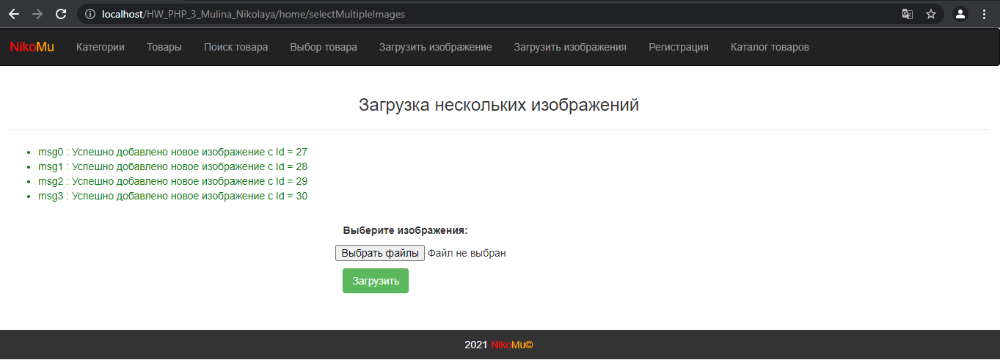 localhost/HW_PHP_3_Mulina_Nikolaya/home/selectMultipleImages
NikoMu Категории Товары Поиск товара Выбор товара Загрузить изображение Загрузить изображения Регистрация Каталог товаров
Загрузка нескольких изображений
• msg0 : Успешно добавлено новое изображение с Id = 27
• msg1 : Успешно добавлено новое изображение с Id = 28
• msg2 : Успешно добавлено новое изображение с Id = 29
• msg3 : Успешно добавлено новое изображение с Id = 30
Выберите изображения:
Выбрать файлы Файл не выбран
Загрузить
2021 NikoMu©